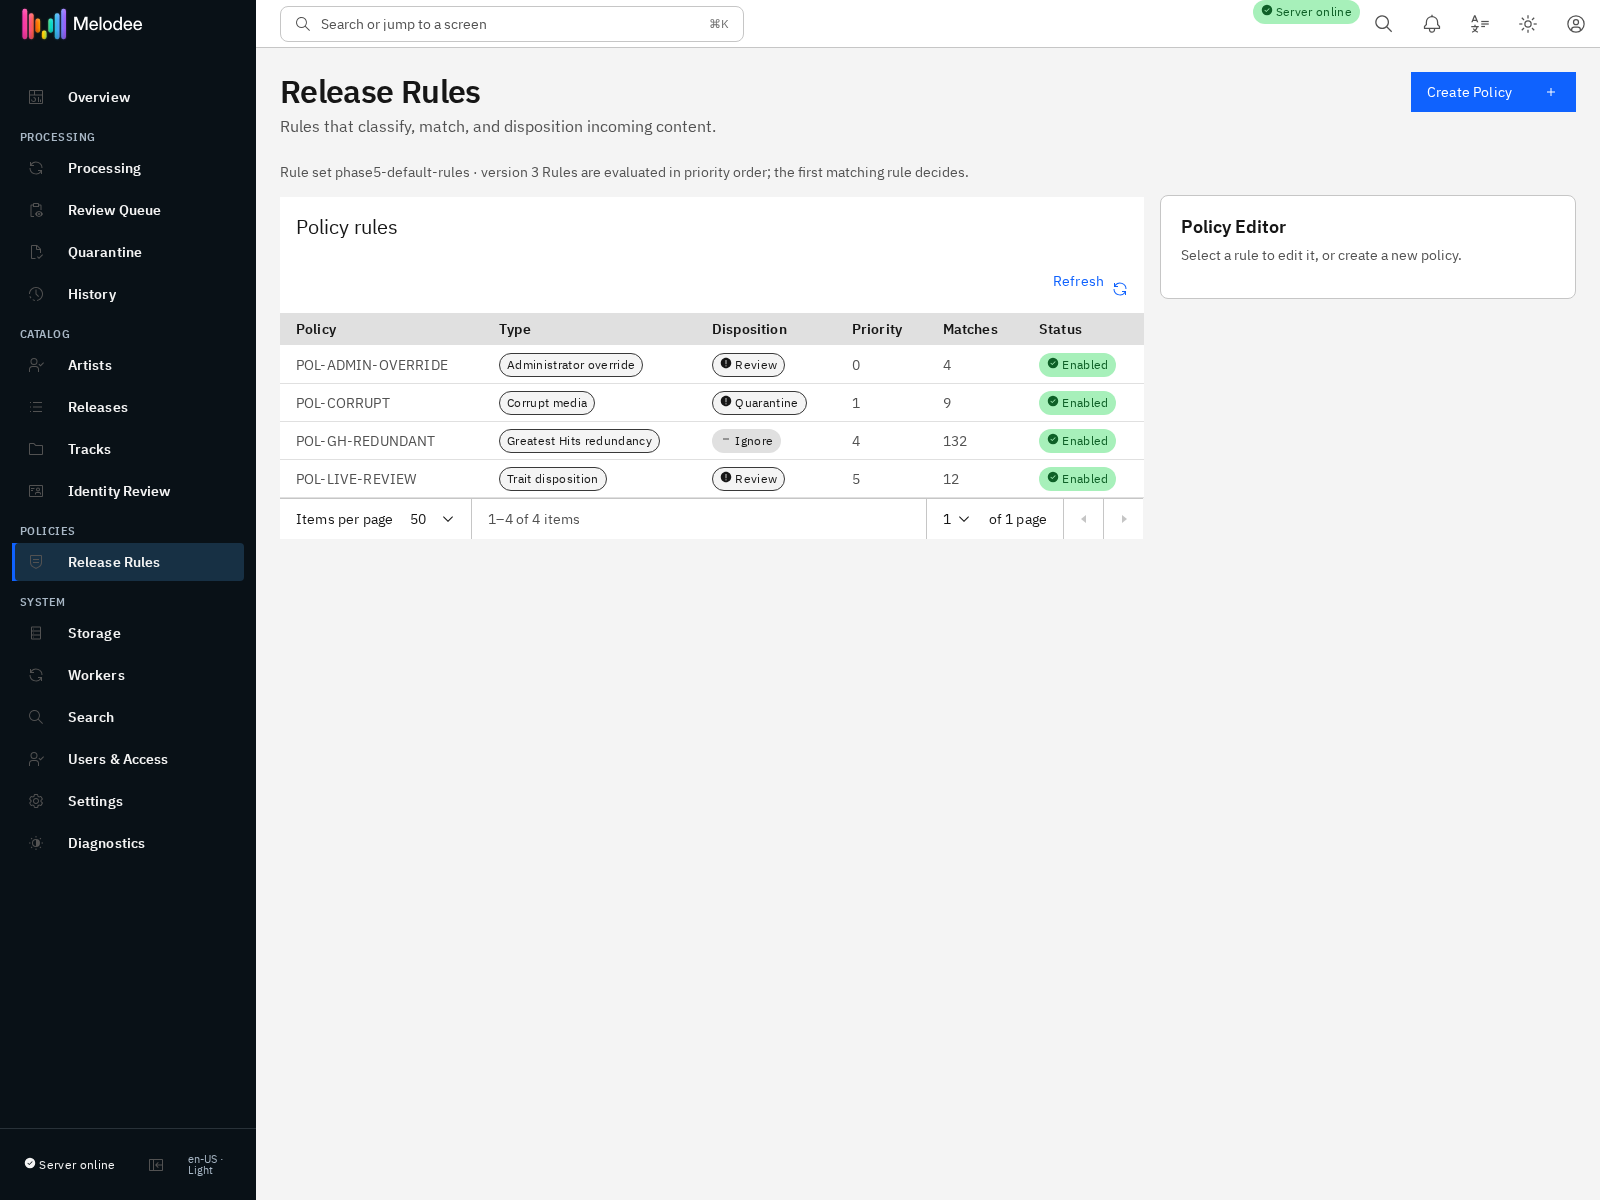 Melodee
Search or jump to a screen
⌘K
Server online
Overview
PROCESSING
Processing
Review Queue
Quarantine
History
CATALOG
Artists
Releases
Tracks
Identity Review
POLICIES
Release Rules
SYSTEM
Storage
Workers
Search
Users & Access
Settings
Diagnostics
Server online
en-US ·
Light
Release Rules
Create Policy +
Rules that classify, match, and disposition incoming content.
Rule set phase5-default-rules · version 3 Rules are evaluated in priority order; the first matching rule decides.
Policy rules
Refresh
Policy Type Disposition Priority Matches Status
POL-ADMIN-OVERRIDE Administrator override Review 0 4 Enabled
POL-CORRUPT Corrupt media Quarantine 1 9 Enabled
POL-GH-REDUNDANT Greatest Hits redundancy Ignore 4 132 Enabled
POL-LIVE-REVIEW Trait disposition Review 5 12 Enabled
Items per page 50 1–4 of 4 items 1 of 1 page
Policy Editor
Select a rule to edit it, or create a new policy.